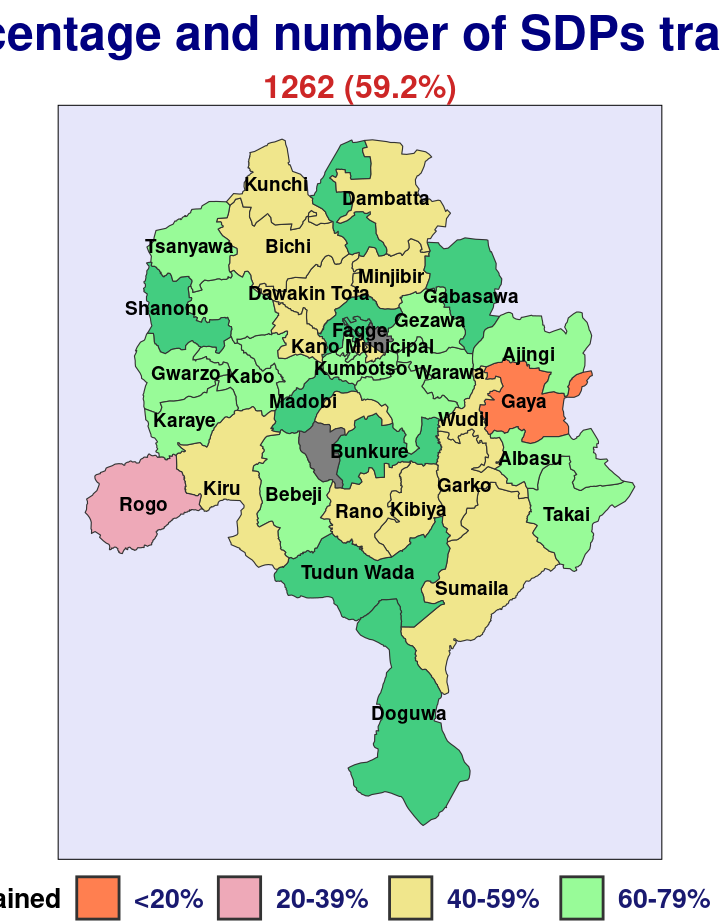 centage and number of SDPs tra
1262 (59.2%)
Kunchi
Dambatta
Tsanyawa
Bichi
Minjibir
Dawakin Tofa
Gabasawa
Shanono
Gezawa
Fagge
Kano Municipal
Ajingi
Kumbotso
Warawa
Gwarzo
Kabo
Madobi
Gaya
Karaye
Wudil
Bunkure
Albasu
Kiru
Bebeji
Garko
Rogo
Rano
Kibiya
Takai
Tudun Wada
Sumaila
Doguwa
ained <20% 20-39% 40-59% 60-79%